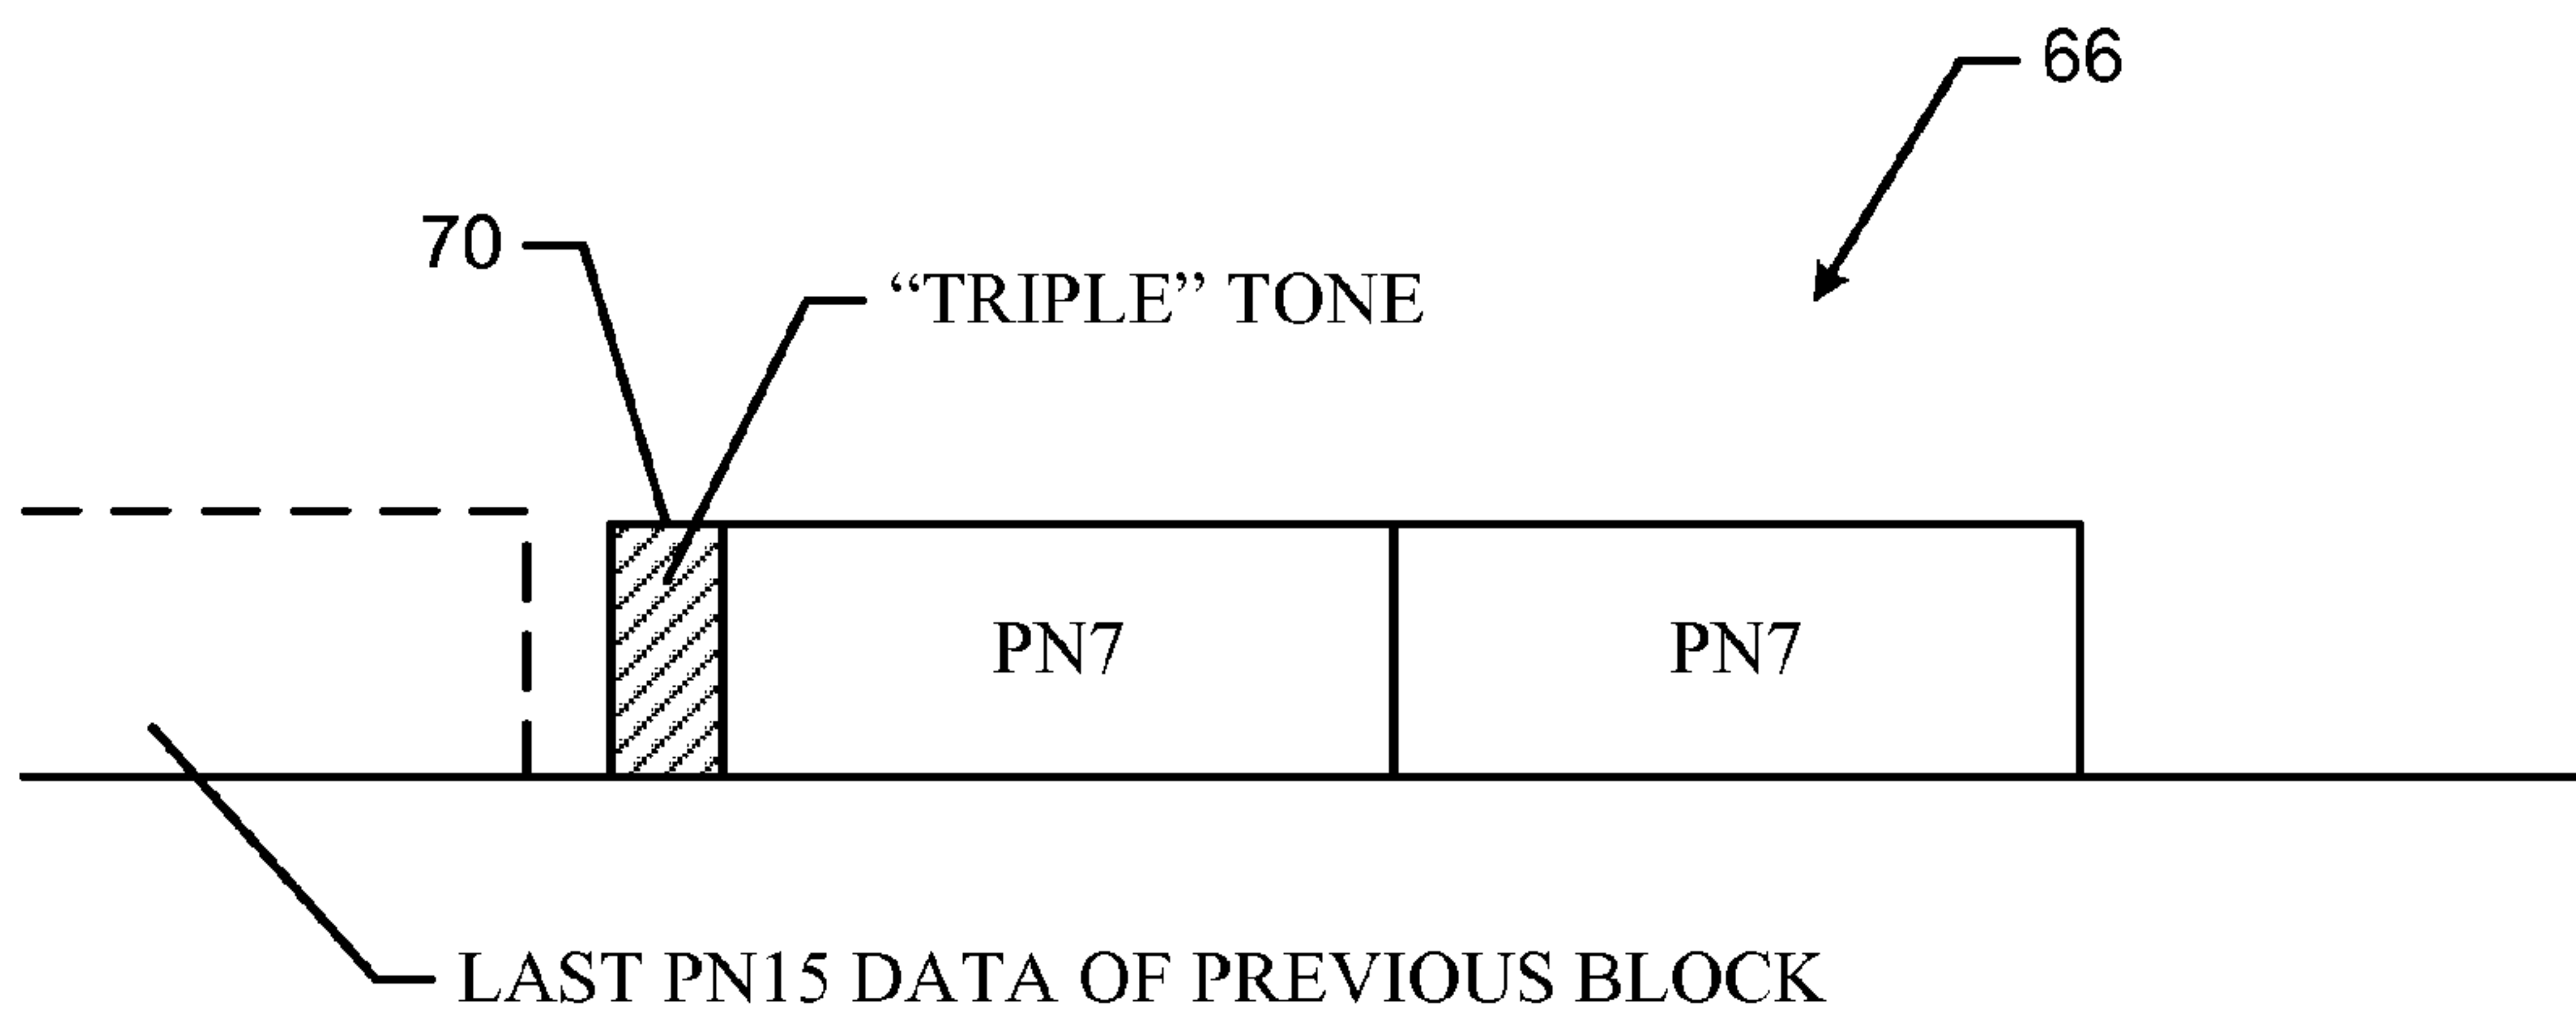 66
70
“TRIPLE” TONE
PN7 PN7
LAST PN15 DATA OF PREVIOUS BLOCK